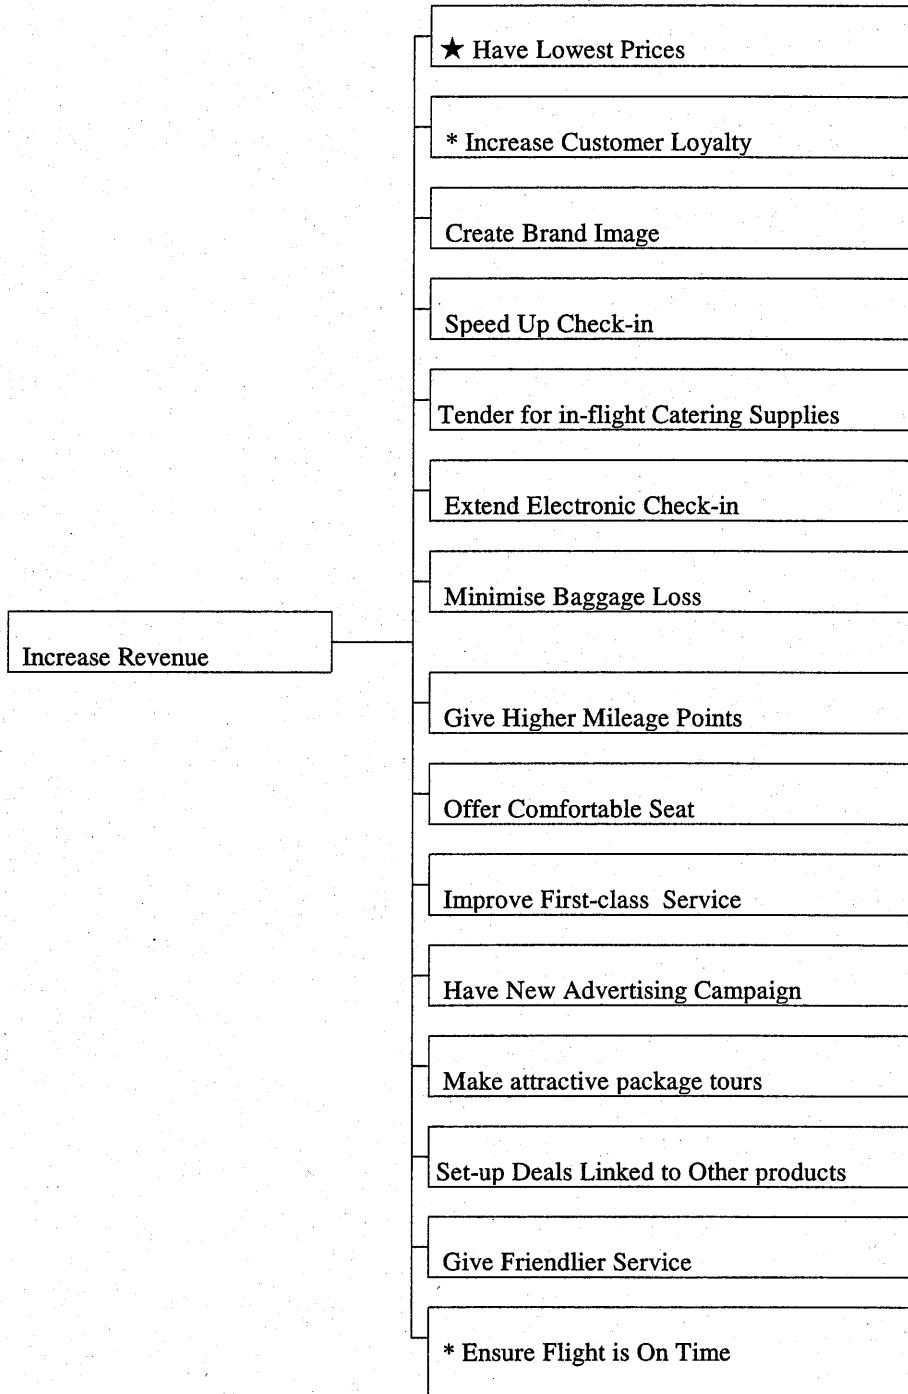 ★ Have Lowest Prices
* Increase Customer Loyalty
Create Brand Image
Speed Up Check-in
Tender for in-flight Catering Supplies
Extend Electronic Check-in
Minimise Baggage Loss
Increase Revenue
Give Higher Mileage Points
Offer Comfortable Seat
Improve First-class Service
Have New Advertising Campaign
Make attractive package tours
Set-up Deals Linked to Other products
Give Friendlier Service
* Ensure Flight is On Time